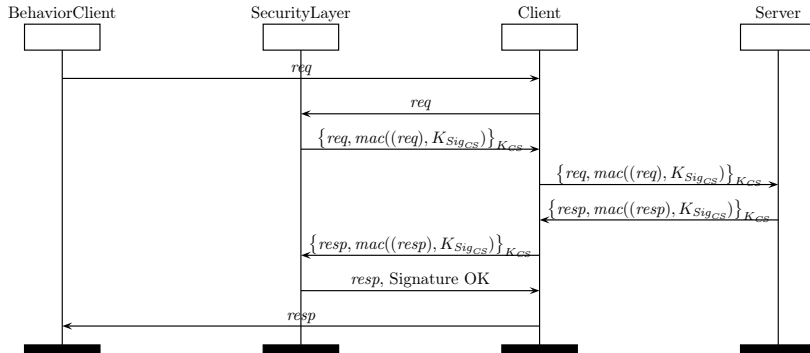 BehaviorClient SecurityLayer Client Server
req
req
{req, mac((req), K_{Sig_{CS}})}_{K_{CS}}
{req, mac((req), K_{Sig_{CS}})}_{K_{CS}}
{resp, mac((resp), K_{Sig_{CS}})}_{K_{CS}}
{resp, mac((resp), K_{Sig_{CS}})}_{K_{CS}}
resp, Signature OK
resp